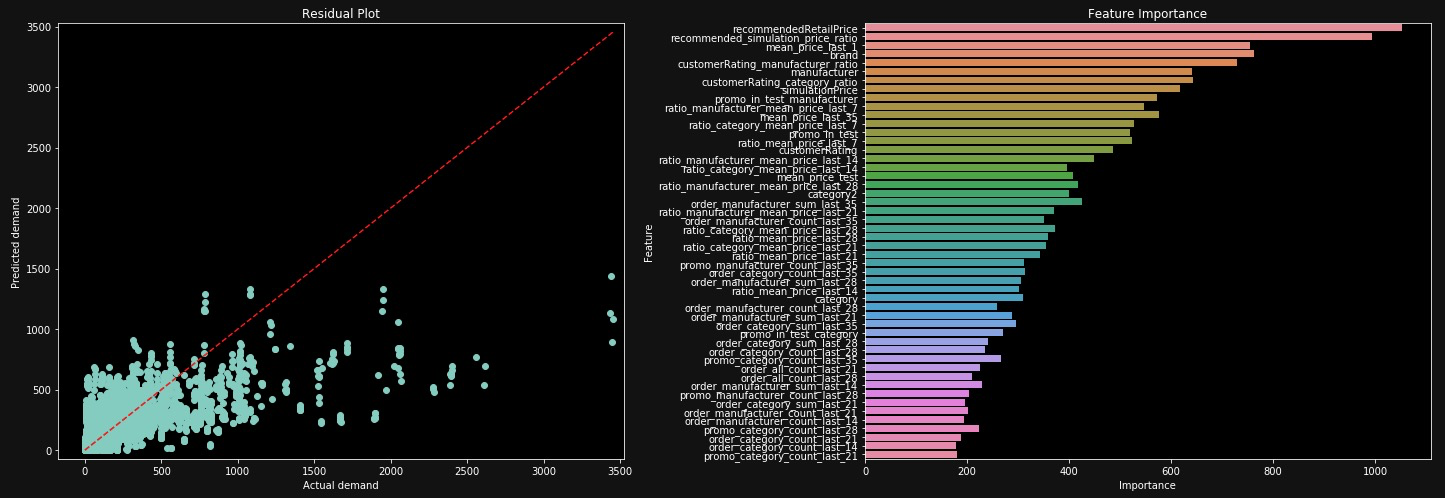 Residual Plot
3500
3000
2500
2000
1500
1000
500
0
Predicted demand
0
500
1000
1500
2000
2500
3000
3500
Actual demand
Feature Importance
recommendedRetailPrice
recommended_simulation_price_ratio
mean_price_last_1
brand
customerRating_manufacturer_ratio
manufacturer
customerRating_category_ratio
simulationPrice
promo_in_test_manufacturer
ratio_manufacturer_mean_price_last_7
mean_price_last_35
ratio_category_mean_price_last_7
promo_in_test
ratio_mean_price_last_7
customerRating
ratio_manufacturer_mean_price_last_14
ratio_category_mean_price_last_14
mean_price_test
ratio_manufacturer_mean_price_last_28
category2
order_manufacturer_sum_last_35
ratio_manufacturer_mean_price_last_21
order_manufacturer_count_last_35
ratio_category_mean_price_last_28
ratio_mean_price_last_28
ratio_category_mean_price_last_21
ratio_mean_price_last_21
promo_manufacturer_count_last_35
order_category_count_last_35
order_manufacturer_sum_last_28
ratio_mean_price_last_14
category
order_manufacturer_count_last_28
order_manufacturer_sum_last_21
order_category_sum_last_35
promo_in_test_category
order_category_sum_last_28
order_category_count_last_28
promo_category_count_last_35
order_all_count_last_21
order_all_count_last_28
order_manufacturer_sum_last_14
promo_manufacturer_count_last_28
order_category_sum_last_21
order_manufacturer_count_last_21
order_manufacturer_count_last_14
promo_category_count_last_28
order_category_count_last_21
order_category_count_last_14
promo_category_count_last_21
Feature
0
200
400
600
800
1000
Importance